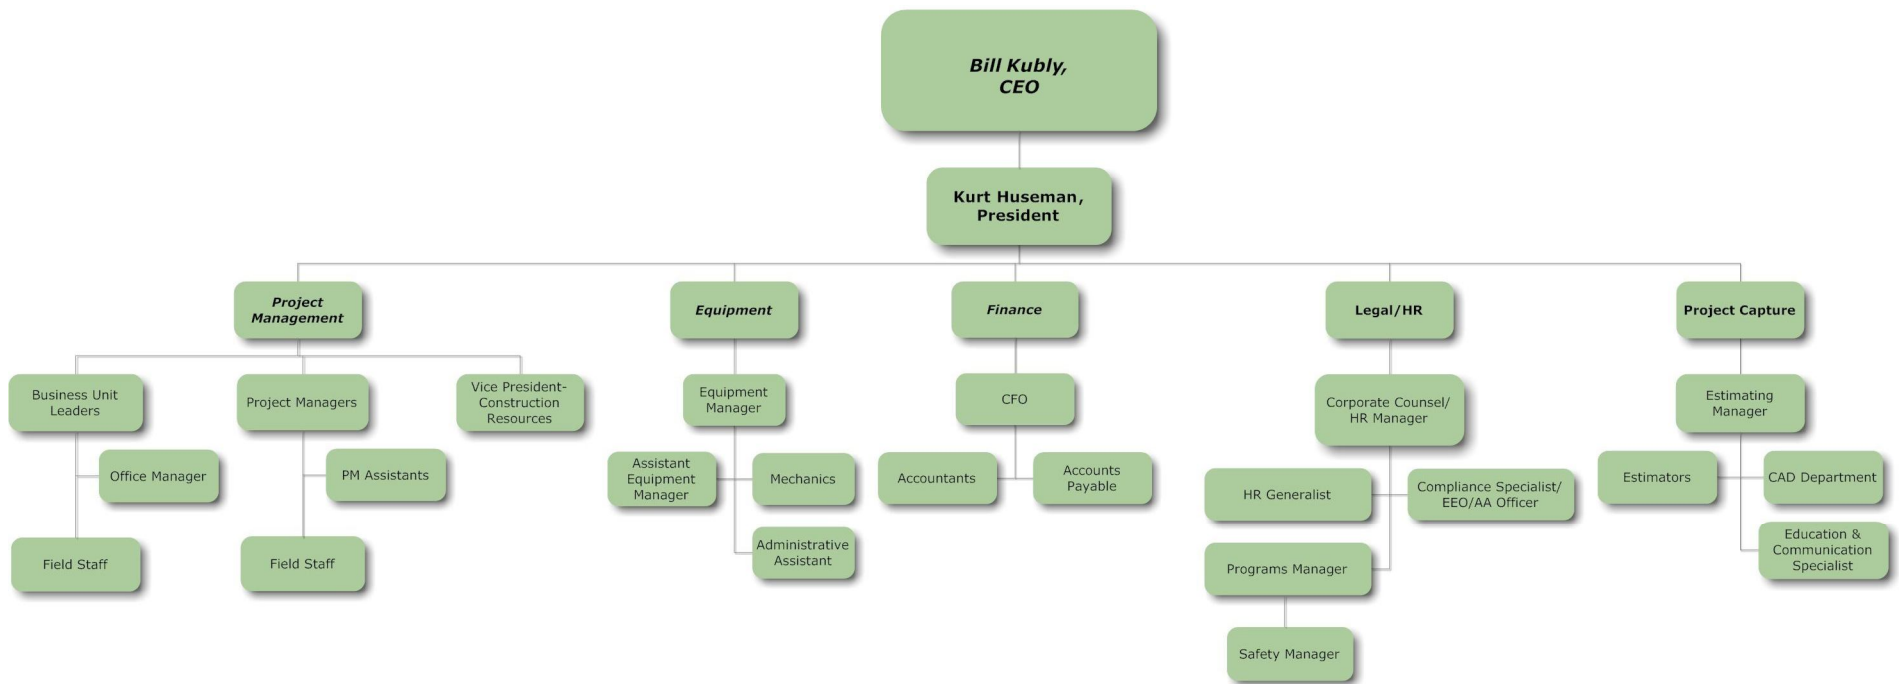 Bill Kubly,
CEO
Kurt Huseman,
President
Project
Management
Equipment
Finance
Legal/HR
Project Capture
Business Unit
Leaders
Project Managers
Vice President-
Construction
Resources
Equipment
Manager
CFO
Corporate Counsel/
HR Manager
Estimating
Manager
Office Manager
PM Assistants
Assistant
Equipment
Manager
Mechanics
Accountants
Accounts
Payable
HR Generalist
Compliance Specialist/
EEO/AA Officer
Estimators
CAD Department
Field Staff
Field Staff
Administrative
Assistant
Programs Manager
Education &
Communication
Specialist
Safety Manager